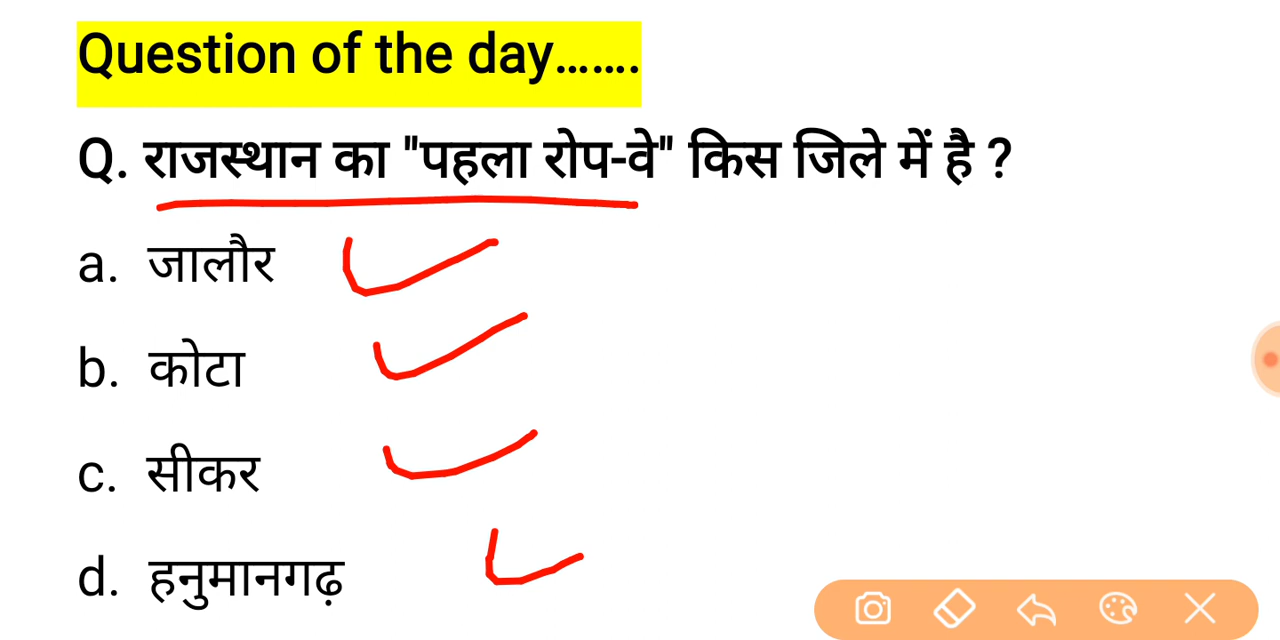 Question of the day.......
Q. राजस्थान का "पहला रोप-वे" किस जिले में है ?
a. जालौर
b. कोटा
c. सीकर
d. हनुमानगढ़